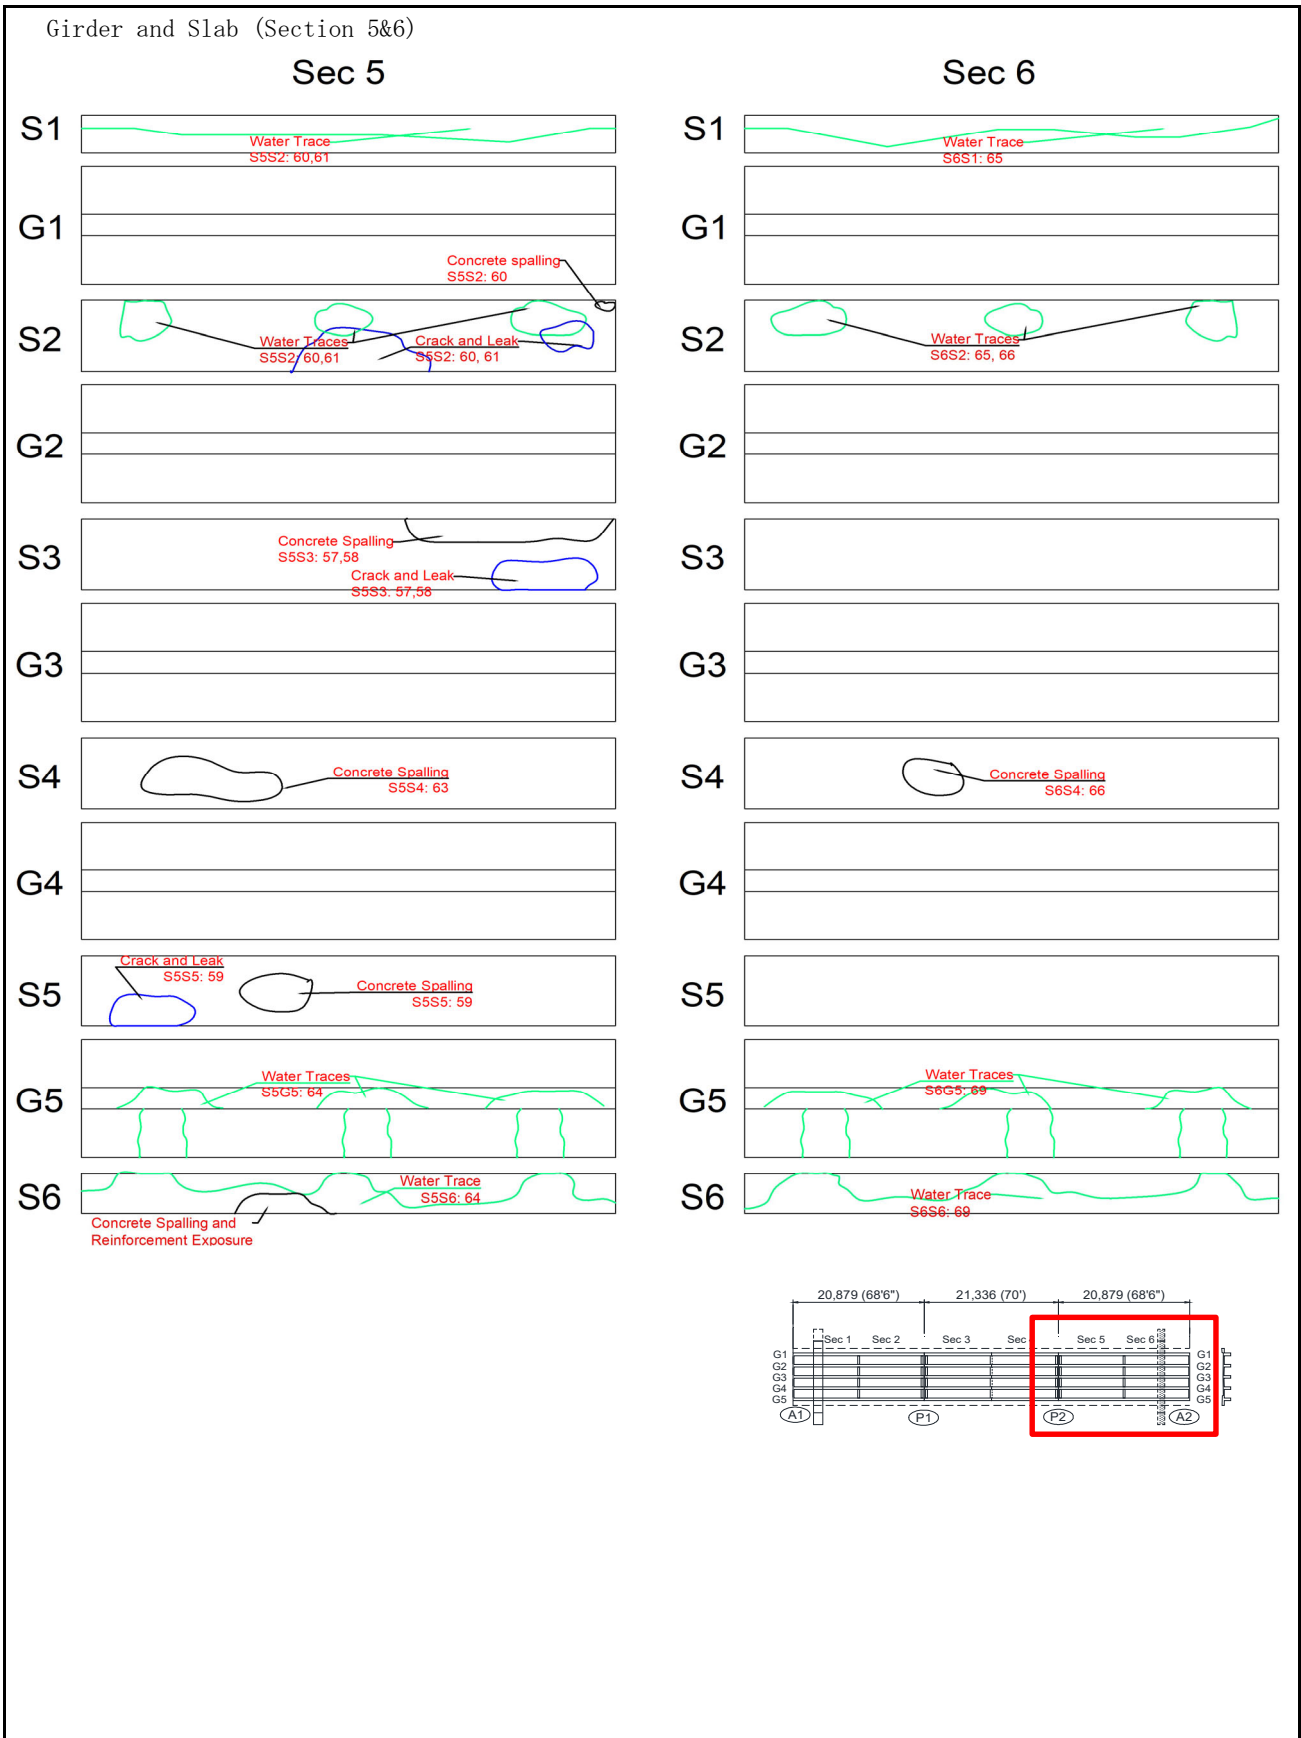 Girder and Slab (Section 5&6)
Sec 5
Sec 6
S1
Water Trace
S5S2: 60,61
S1
Water Trace
S6S1: 65
G1
Concrete spalling
S5S2: 60
G1
S2
Water Traces
S5S2: 60,61
Crack and Leak
S5S2: 60, 61
S2
Water Traces
S6S2: 65, 66
G2
G2
S3
Concrete Spalling
S5S3: 57,58
Crack and Leak
S5S3: 57,58
S3
G3
G3
S4
Concrete Spalling
S5S4: 63
S4
Concrete Spalling
S6S4: 66
G4
G4
S5
Crack and Leak
S5S5: 59
Concrete Spalling
S5S5: 59
S5
G5
Water Traces
S5G5: 64
G5
Water Traces
S6G5: 69
S6
Water Trace
S5S6: 64
Concrete Spalling and
Reinforcement Exposure
S6
Water Trace
S6S6: 69
20,879 (68'6") 21,336 (70') 20,879 (68'6")
Sec 1 Sec 2 Sec 3 Sec Sec 5 Sec 6
G1 G1
G2 G2
G3 G3
G4 G4
G5 G5
A1 P1 P2 A2